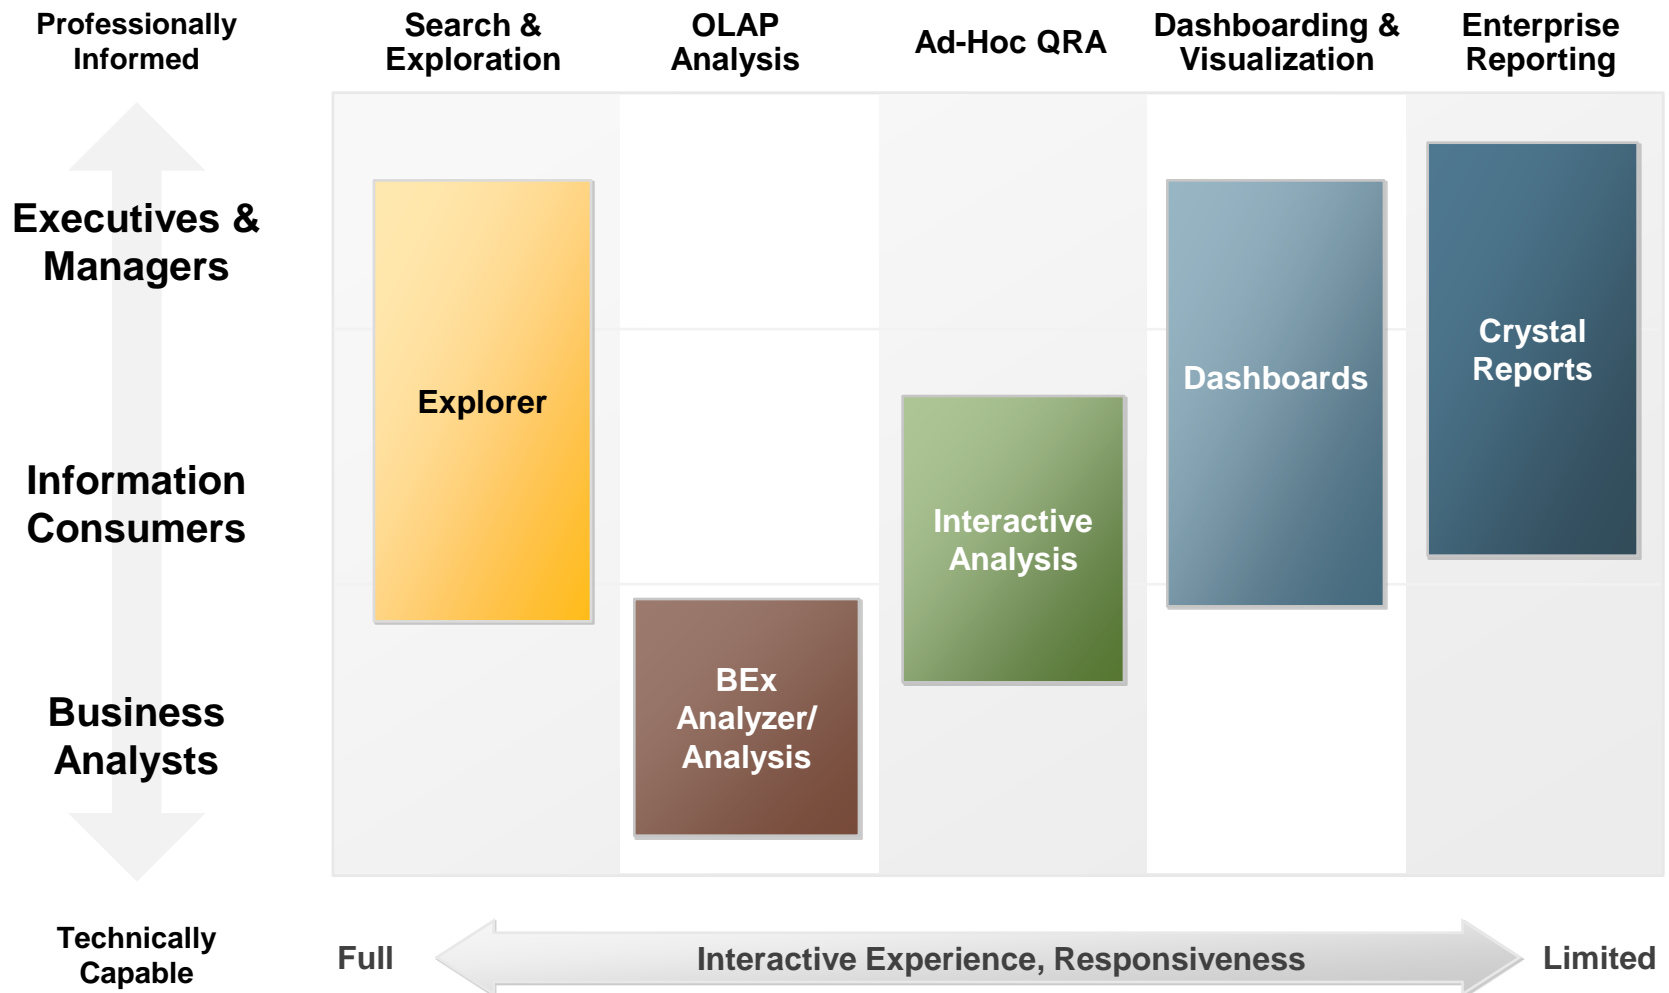 Professionally
Informed
Search &
Exploration
OLAP
Analysis
Ad-Hoc QRA
Dashboarding &
Visualization
Enterprise
Reporting
Executives &
Managers
Information
Consumers
Business
Analysts
Explorer
BEx
Analyzer/
Analysis
Interactive
Analysis
Dashboards
Crystal
Reports
Technically
Capable
Full
Interactive Experience, Responsiveness
Limited